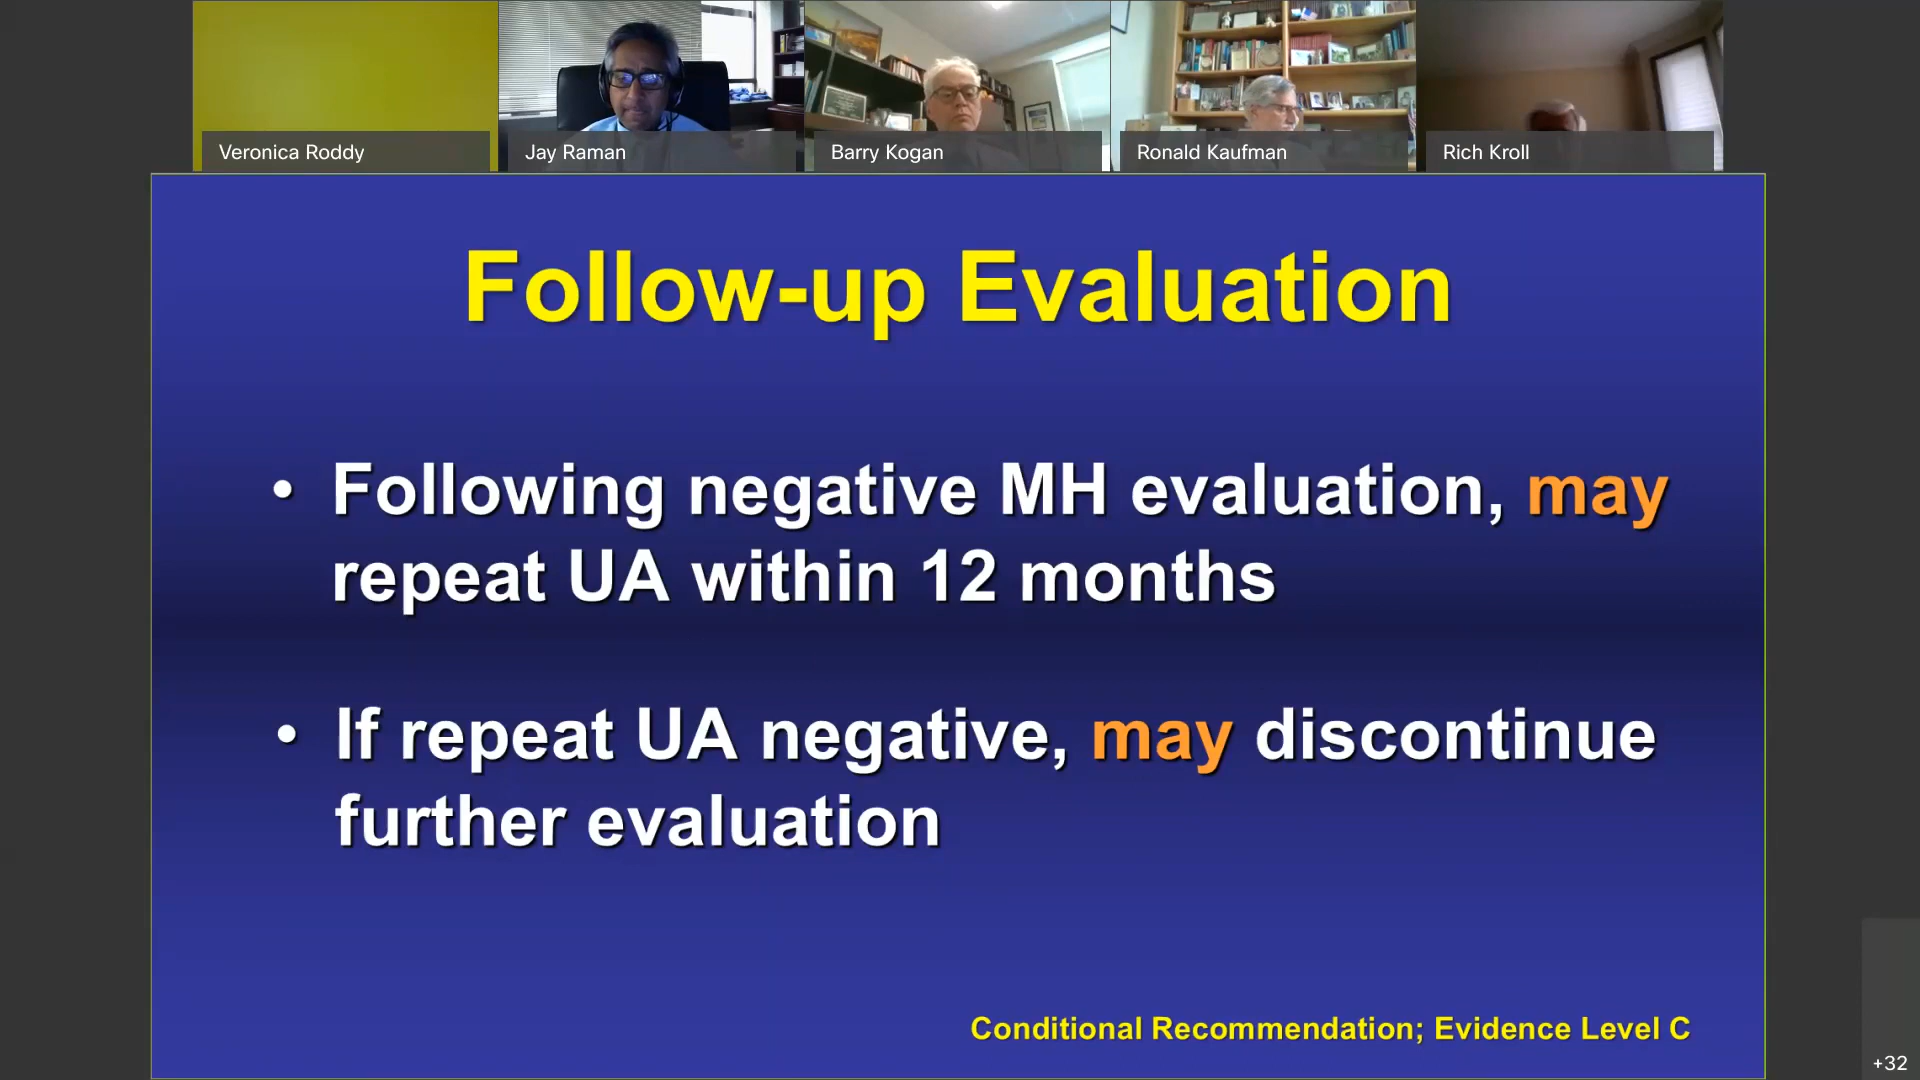 Veronica Roddy
Jay Raman
Barry Kogan
Ronald Kaufman
Rich Kroll
Follow-up Evaluation
• Following negative MH evaluation, may
repeat UA within 12 months
• If repeat UA negative, may discontinue
further evaluation
Conditional Recommendation; Evidence Level C
+32